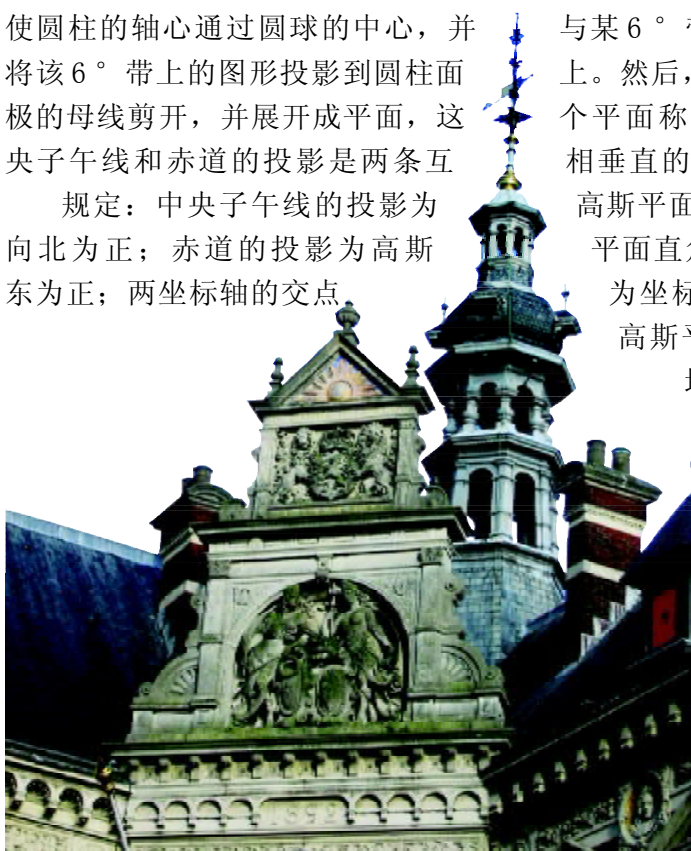 使圆柱的轴心通过圆球的中心，并与某6°
将该6°带上的图形投影到圆柱面上。然后，
极的母线剪开，并展开成平面，这个平面称
央子午线和赤道的投影是两条互相垂直的
规定：中央子午线的投影为高斯平面
向北为正；赤道的投影为高斯平面直
东为正；两坐标轴的交点为坐标
高斯平